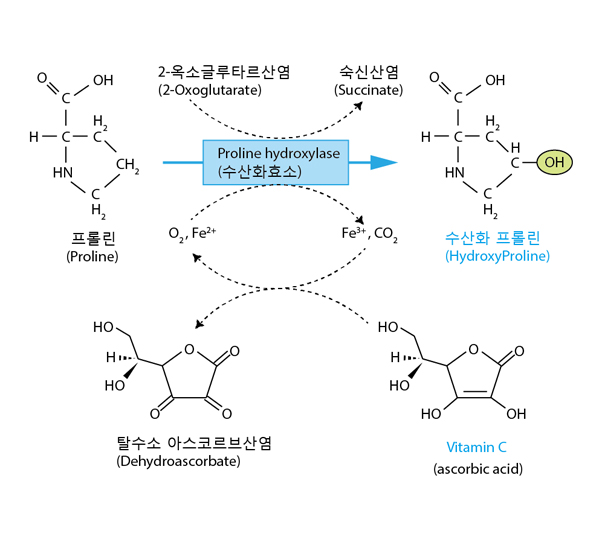 2-옥소글루타르산염
(2-Oxoglutarate)
숙신산염
(Succinate)
O
OH
C
H
C
C
H₂
CH₂
HN
C
H₂
프롤린
(Proline)
Proline hydroxylase
(수산화효소)
O
OH
C
H
C
C
H₂
H
C
OH
HN
C
H₂
수산화 프롤린
(HydroxyProline)
O₂, Fe²⁺
Fe³⁺, CO₂
HO
H
HO
O
O
O
O
탈수소 아스코르브산염
(Dehydroascorbate)
HO
H
HO
O
O
HO
OH
Vitamin C
(ascorbic acid)